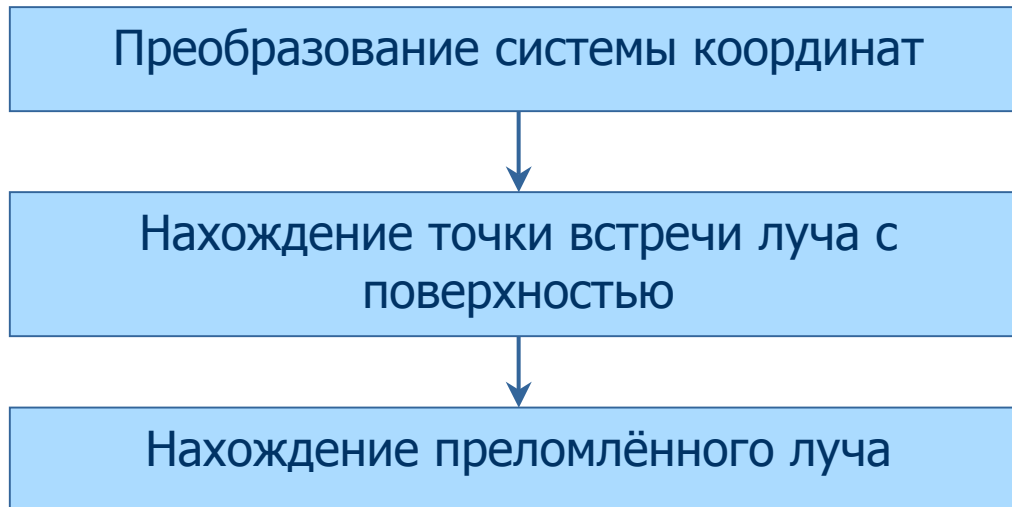 Преобразование системы координат
Нахождение точки встречи луча с
поверхностью
Нахождение преломлённого луча